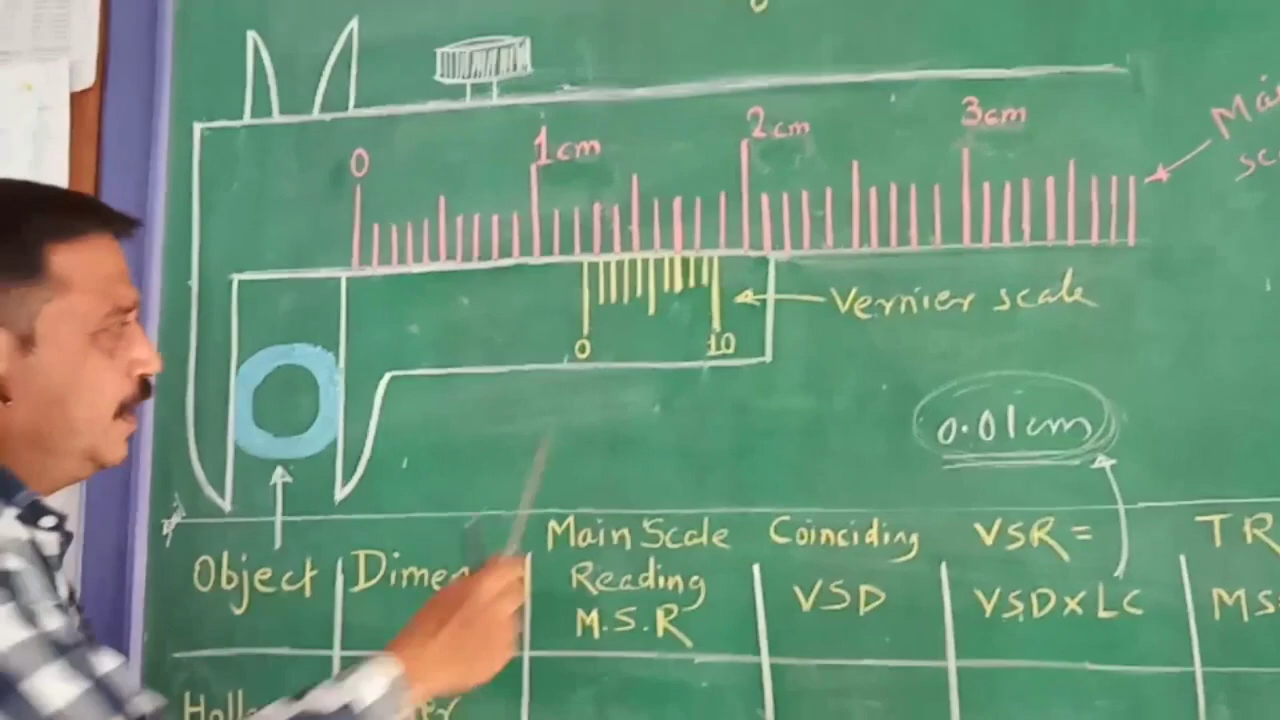 0 1cm 2cm 3cm
Vernier scale
0 10
0.01cm
Object
Main Scale
Reading
M.S.R
Coinciding
VSD
VSR =
VSD×LC
TR